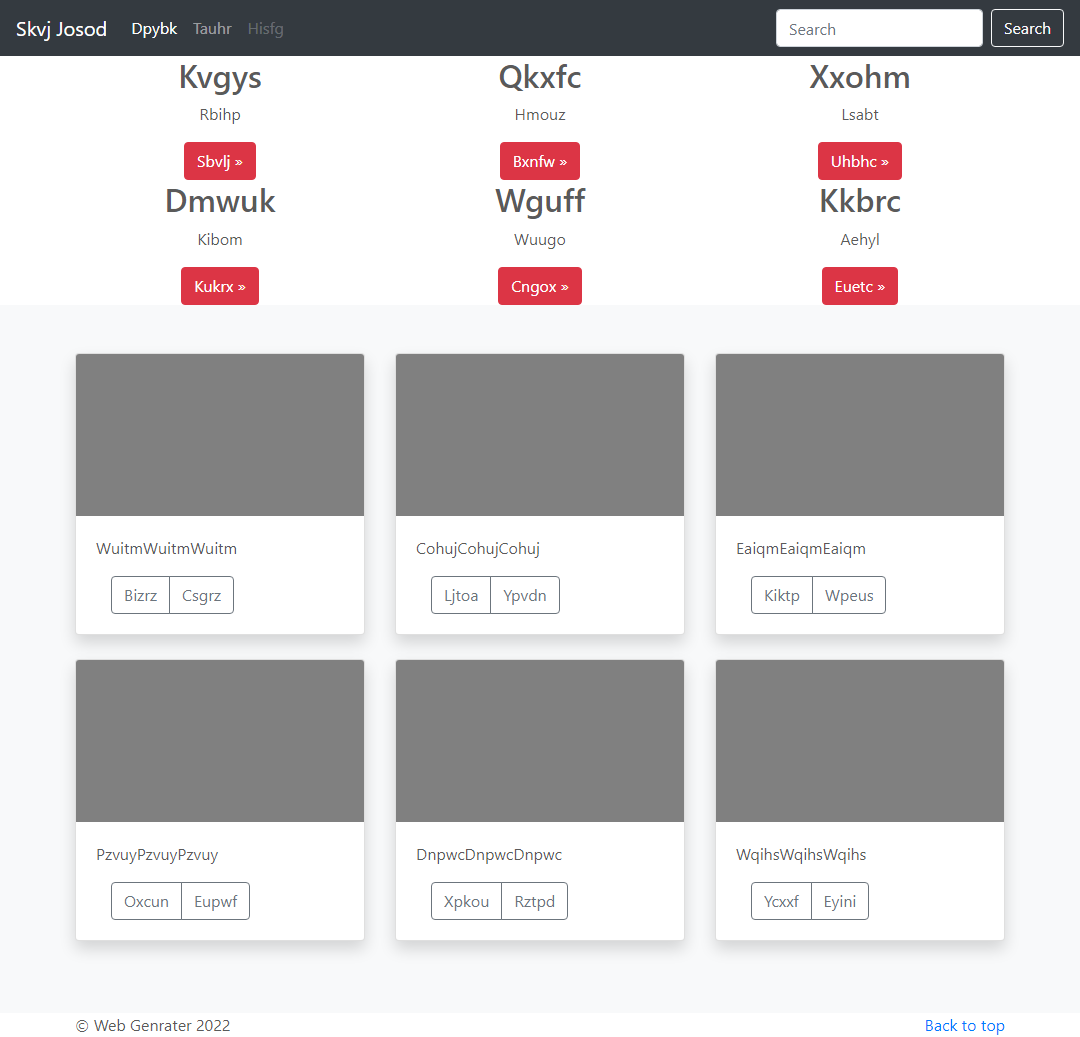 Skvj Josod Dpybk Tauhr Hisfg Search Search
Kvgys Qkxfc Xxohm
Rbihp Hmouz Lsabt
Sbvlj » Bxnfw » Uhbhc »
Dmwuk Wguff Kkbrc
Kibom Wuugo Aehyl
Kukrx » Cngox » Euetc »
WuitmWuitmWuitm CohujCohujCohuj EaiqmEaiqmEaiqm
Bizrz Csgrz Ljtoa Ypvdn Kiktp Wpeus
PzvuyPzvuyPzvuy DnpwcDnpwcDnpwc WqihsWqihsWqihs
Oxcun Eupwf Xpkou Rztpd Ycxxf Eyini
© Web Genrater 2022 Back to top